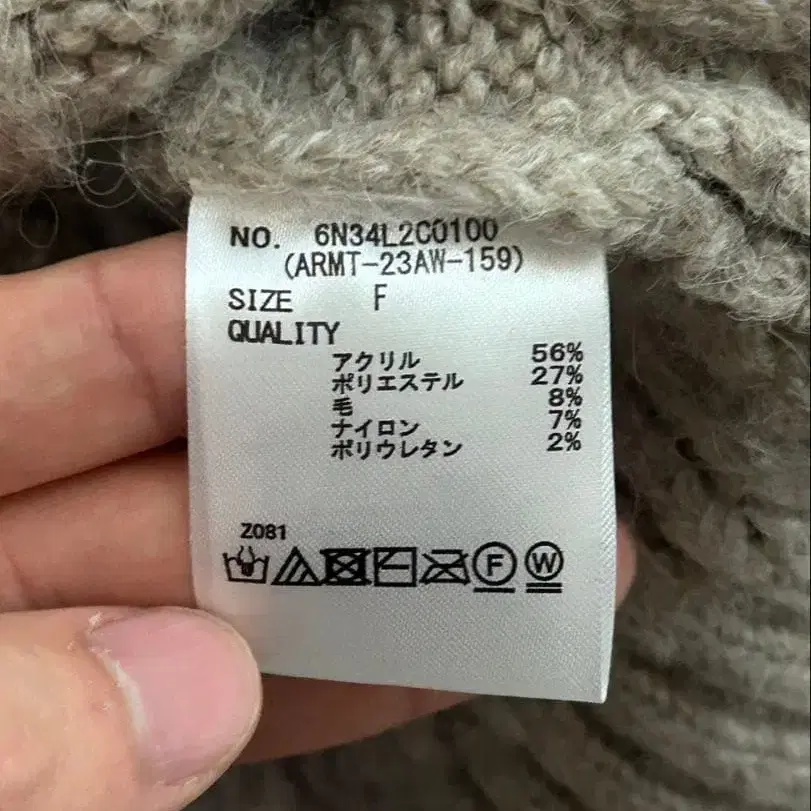 NO. 6N34L2C0100
(ARMT-23AW-159)
SIZE F
QUALITY
アクリル 56%
ポリエステル 27%
毛 8%
ナイロン 7%
ポリウレタン 2%
Z081
F W